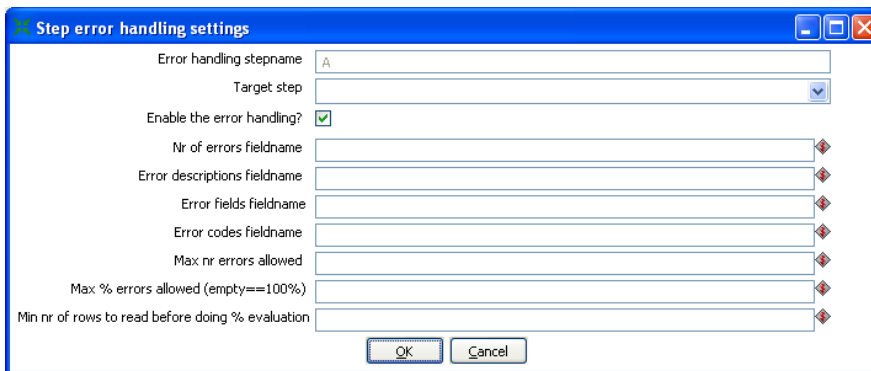 Step error handling settings
Error handling stepname A
Target step
Enable the error handling?
Nr of errors fieldname
Error descriptions fieldname
Error fields fieldname
Error codes fieldname
Max nr errors allowed
Max % errors allowed (empty==100%)
Min nr of rows to read before doing % evaluation
OK Cancel